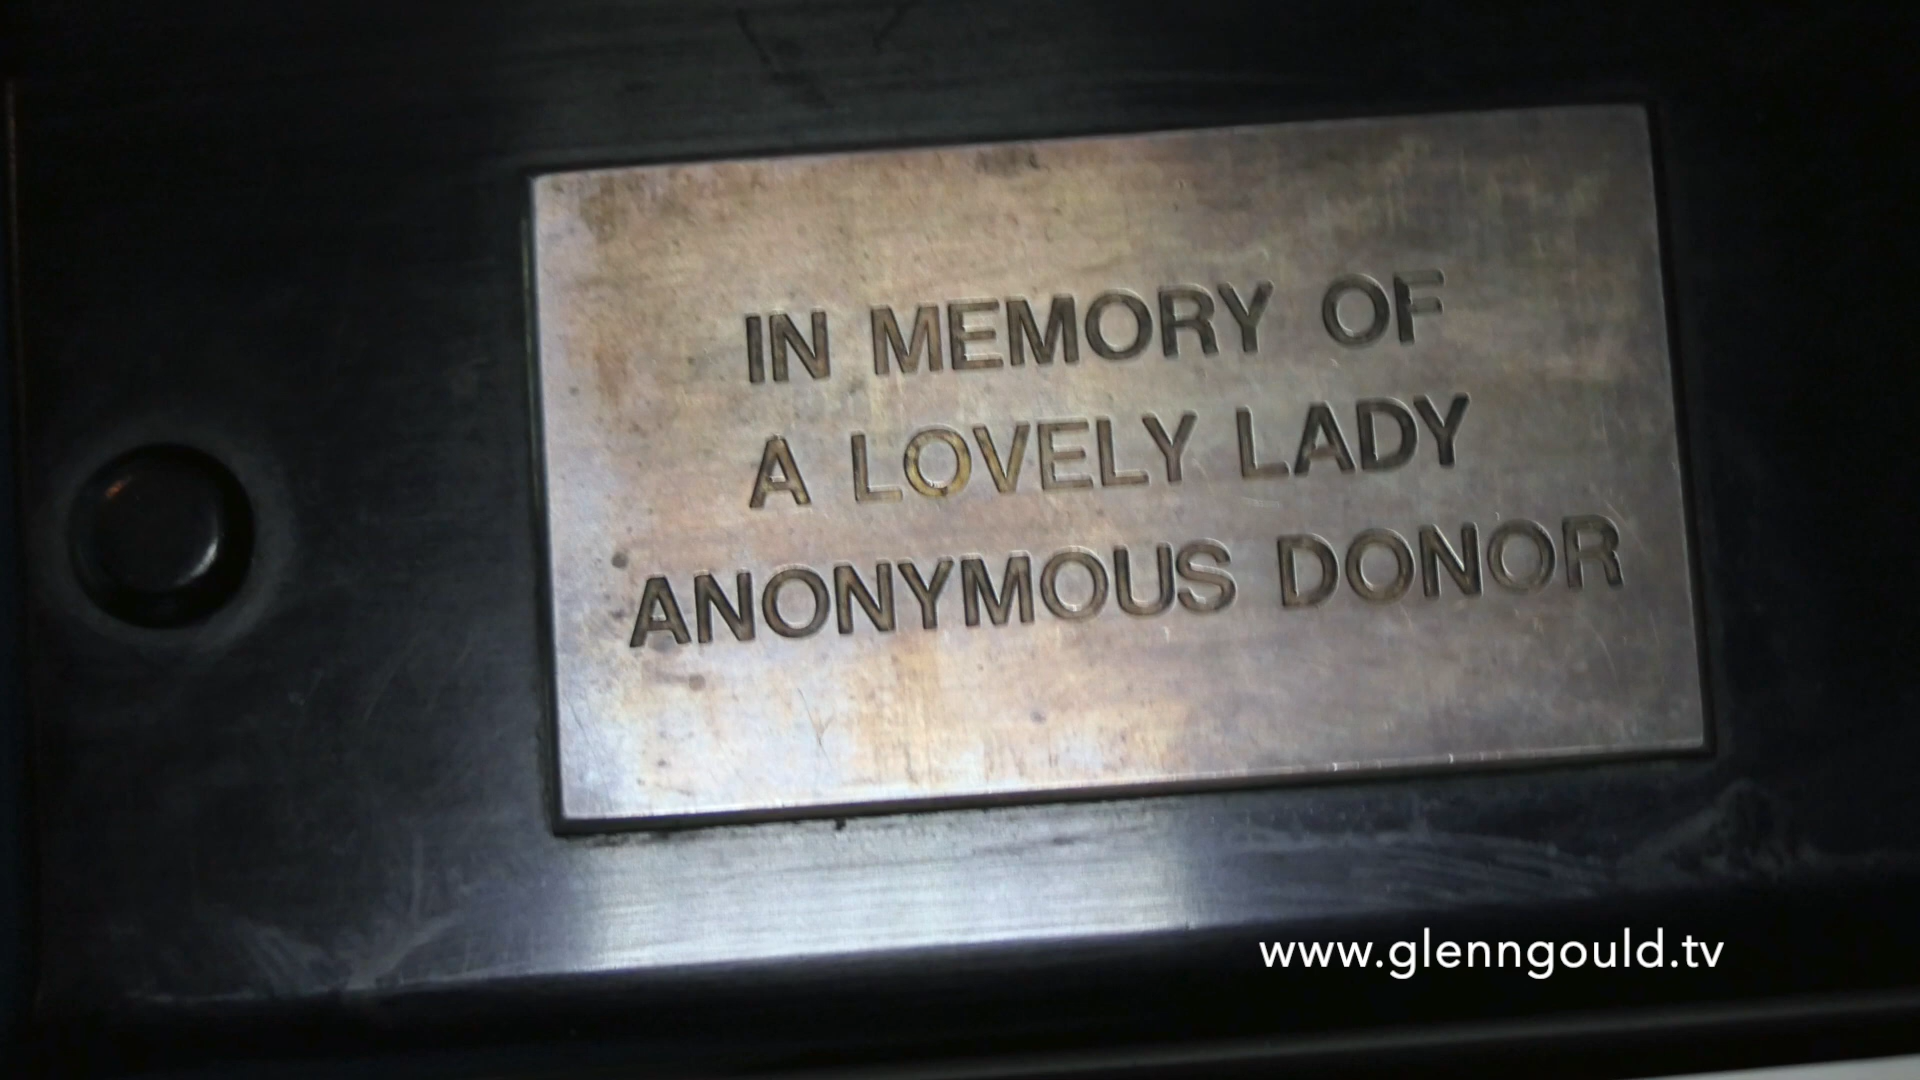 IN MEMORY OF
A LOVELY LADY
ANONYMOUS DONOR
www.glenngould.tv